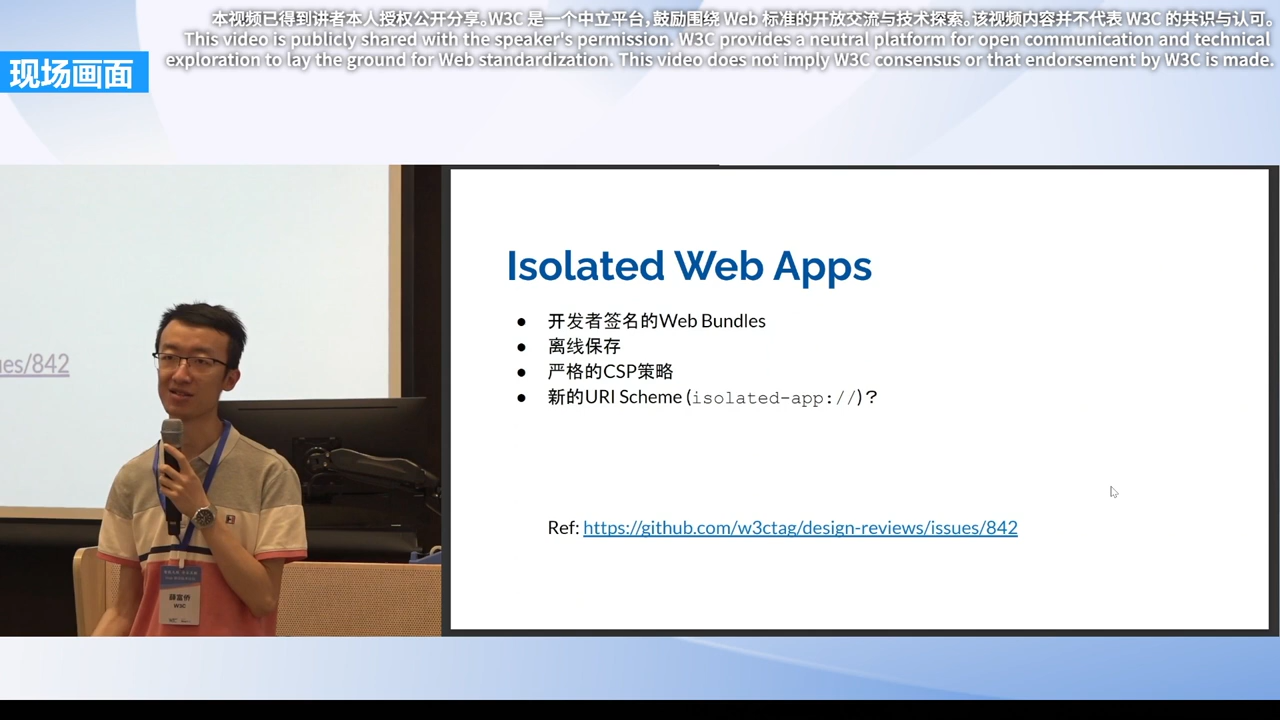 本视频已得到讲者本人授权公开分享。W3C 是一个中立平台，鼓励围绕 Web 标准的开放交流与技术探索。该视频内容并不代表 W3C 的共识与认可。
This video is publicly shared with the speaker's permission. W3C provides a neutral platform for open communication and technical
exploration to lay the ground for Web standardization. This video does not imply W3C consensus or that endorsement by W3C is made.
现场画面
Isolated Web Apps
● 开发者签名的Web Bundles
● 离线保存
● 严格的CSP策略
● 新的URI Scheme (isolated-app://)？
Ref: https://github.com/w3ctag/design-reviews/issues/842
ues/842
薛富侨
W3C